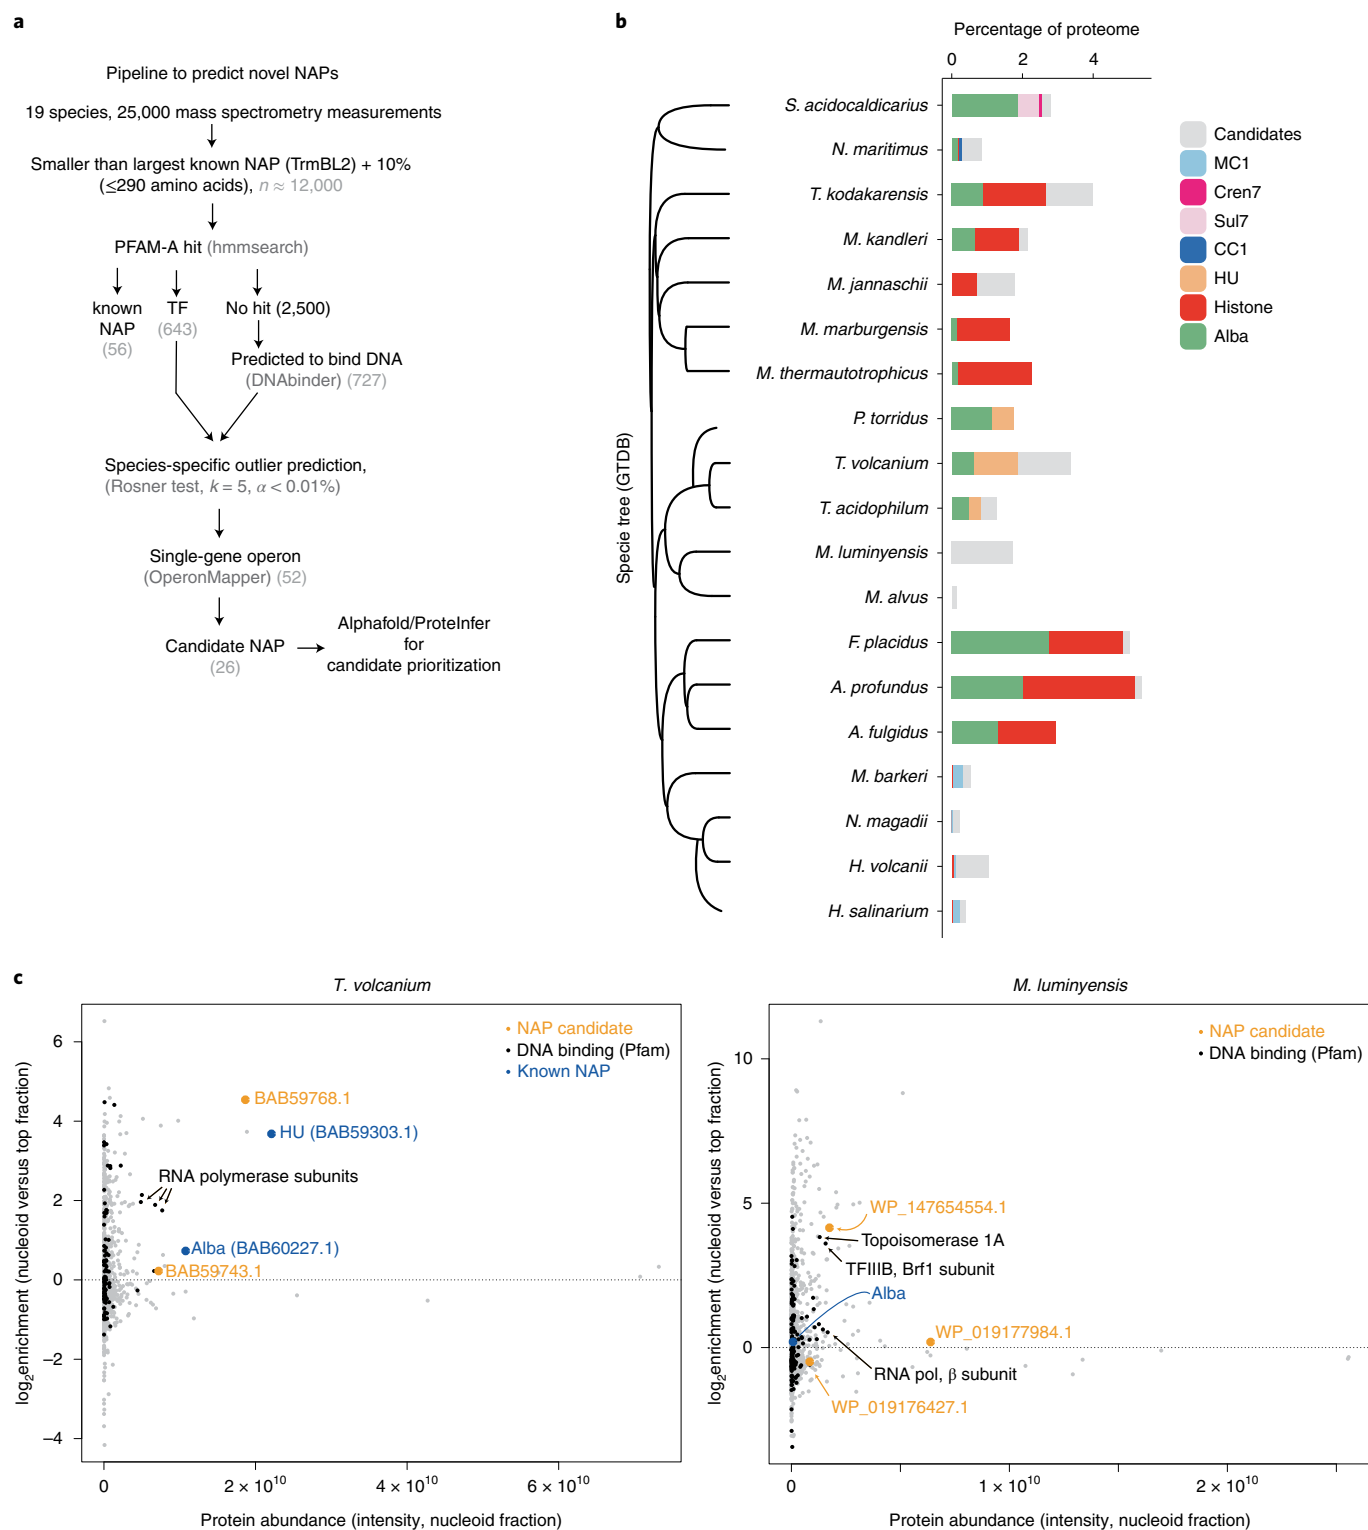 a
Pipeline to predict novel NAPs
19 species, 25,000 mass spectrometry measurements
Smaller than largest known NAP (TrmBL2) + 10%
(≤290 amino acids), n ≈ 12,000
PFAM-A hit (hmmsearch)
known
NAP
(56)
TF
(643)
No hit (2,500)
Predicted to bind DNA
(DNAbinder) (727)
Species-specific outlier prediction,
(Rosner test, k = 5, α < 0.01%)
Single-gene operon
(OperonMapper) (52)
Candidate NAP
(26)
Alphafold/ProteInfer
for
candidate prioritization
b
Percentage of proteome
0 2 4
Specie tree (GTDB)
S. acidocaldicarius
N. maritimus
T. kodakarensis
M. kandleri
M. jannaschii
M. marburgensis
M. thermautotrophicus
P. torridus
T. volcanium
T. acidophilum
M. luminyensis
M. alvus
F. placidus
A. profundus
A. fulgidus
M. barkeri
N. magadii
H. volcanii
H. salinarium
Candidates
MC1
Cren7
Sul7
CC1
HU
Histone
Alba
c
T. volcanium
log2enrichment (nucleoid versus top fraction)
6
4
2
0
−2
−4
NAP candidate
DNA binding (Pfam)
Known NAP
BAB59768.1
HU (BAB59303.1)
RNA polymerase subunits
Alba (BAB60227.1)
BAB59743.1
0 2 × 10^10 4 × 10^10 6 × 10^10
Protein abundance (intensity, nucleoid fraction)
M. luminyensis
log2enrichment (nucleoid versus top fraction)
10
5
0
NAP candidate
DNA binding (Pfam)
WP_147654554.1
Topoisomerase 1A
TFIIIB, Brf1 subunit
Alba
WP_019177984.1
RNA pol, β subunit
WP_019176427.1
0 1 × 10^10 2 × 10^10
Protein abundance (intensity, nucleoid fraction)